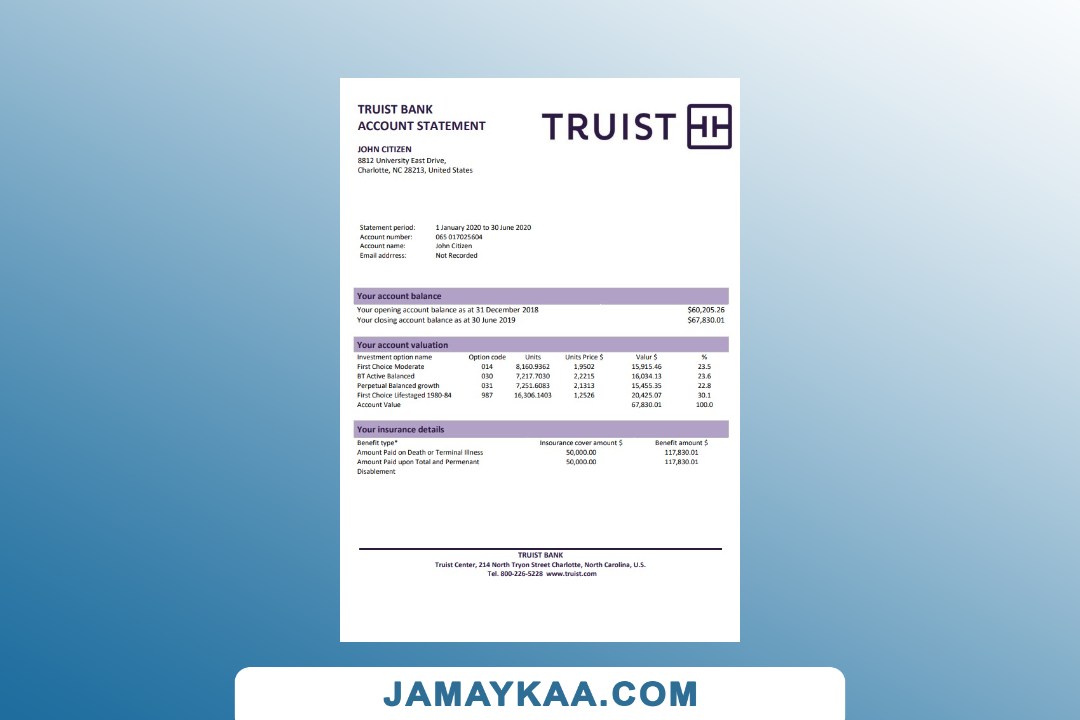 TRUIST BANK
ACCOUNT STATEMENT
TRUIST
JOHN CITIZEN
8812 University East Drive,
Charlotte, NC 28213, United States
Statement period: 1 January 2020 to 30 June 2020
Account number: 065 017025604
Account name: John Citizen
Email addrress: Not Recorded
Your account balance
Your opening account balance as at 31 December 2018 $60,205.26
Your closing account balance as at 30 June 2019 $67,830.01
Your account valuation
Investment option name Option code Units Units Price $ Valur $ %
First Choice Moderate 014 8,160.9362 1,9502 15,915.46 23.5
BT Active Balanced 030 7,217.7030 2,2215 16,034.13 23.6
Perpetual Balanced growth 031 7,251.6083 2,1313 15,455.35 22.8
First Choice Lifestaged 1980-84 987 16,306.1403 1,2526 20,425.07 30.1
Account Value 67,830.01 100.0
Your insurance details
Benefit type* Insourance cover amount $ Benefit amount $
Amount Paid on Death or Terminal Illness 50,000.00 117,830.01
Amount Paid upon Total and Permenant 50,000.00 117,830.01
Disablement
TRUIST BANK
Truist Center, 214 North Tryon Street Charlotte, North Carolina, U.S.
Tel. 800-226-5228 www.truist.com
JAMAYKAA.COM